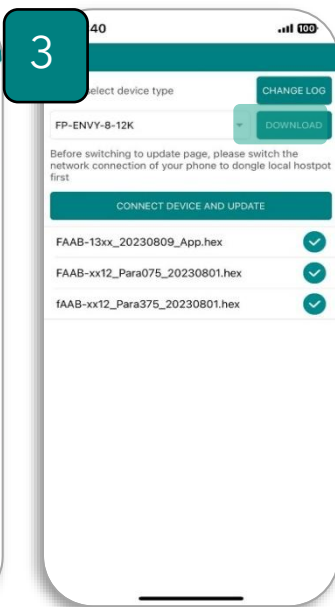 3
40
100
select device type
CHANGE LOG
FP-ENVY-8-12K
DOWNLOAD
Before switching to update page, please switch the
network connection of your phone to dongle local hostpot
first
CONNECT DEVICE AND UPDATE
FAAB-13xx_20230809_App.hex
FAAB-xx12_Para075_20230801.hex
fAAB-xx12_Para375_20230801.hex